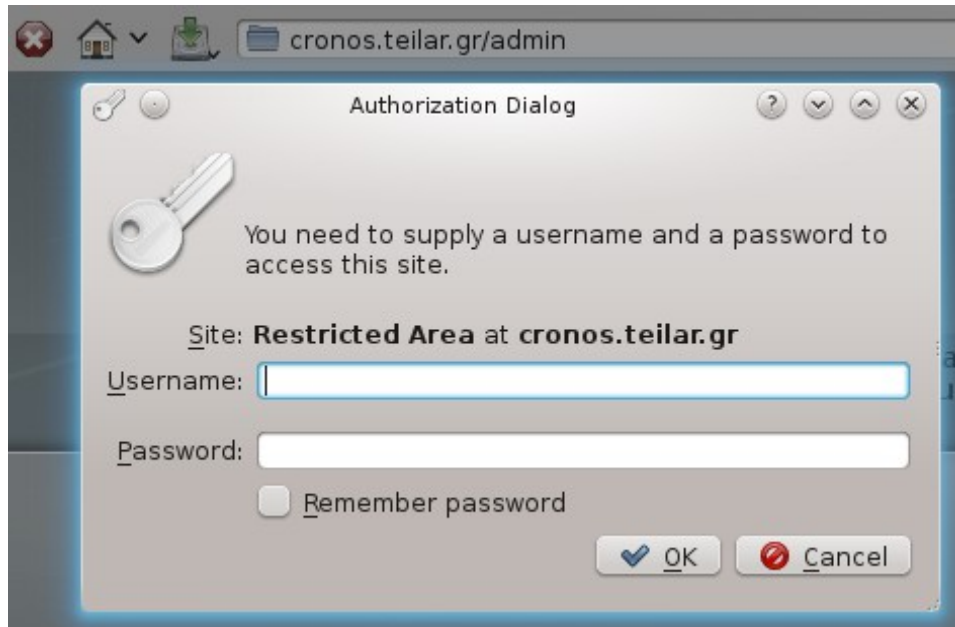 cronos.teilar.gr/admin
Authorization Dialog
You need to supply a username and a password to
access this site.
Site: Restricted Area at cronos.teilar.gr
Username:
Password:
Remember password
OK Cancel